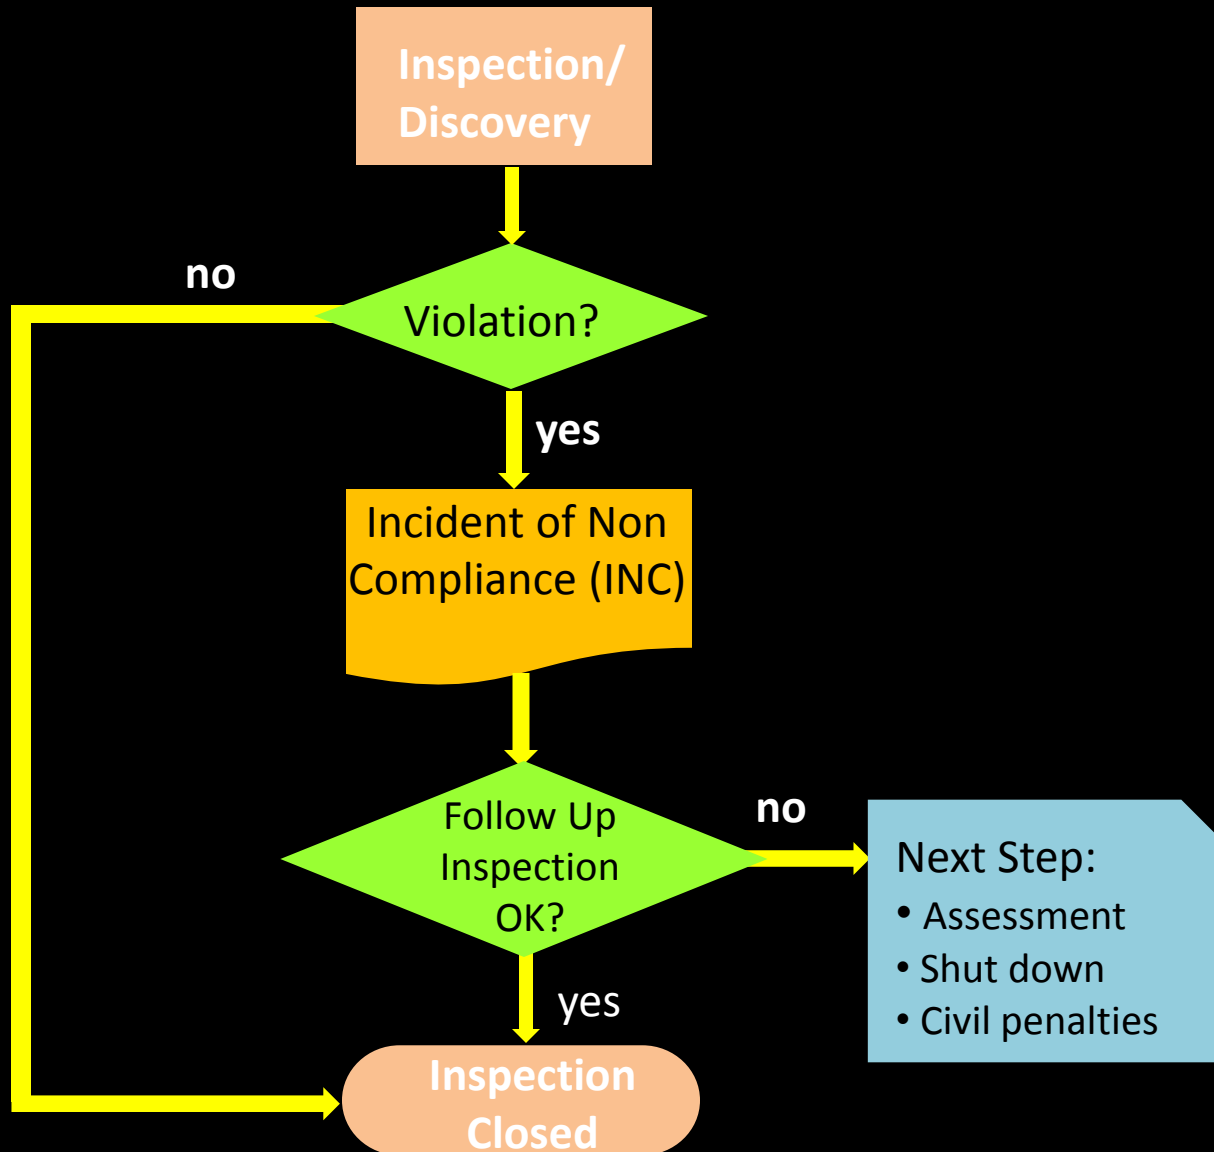 Inspection/
Discovery
no
Violation?
yes
Incident of Non
Compliance (INC)
Follow Up
Inspection
OK?
no
Next Step:
• Assessment
• Shut down
• Civil penalties
yes
Inspection
Closed